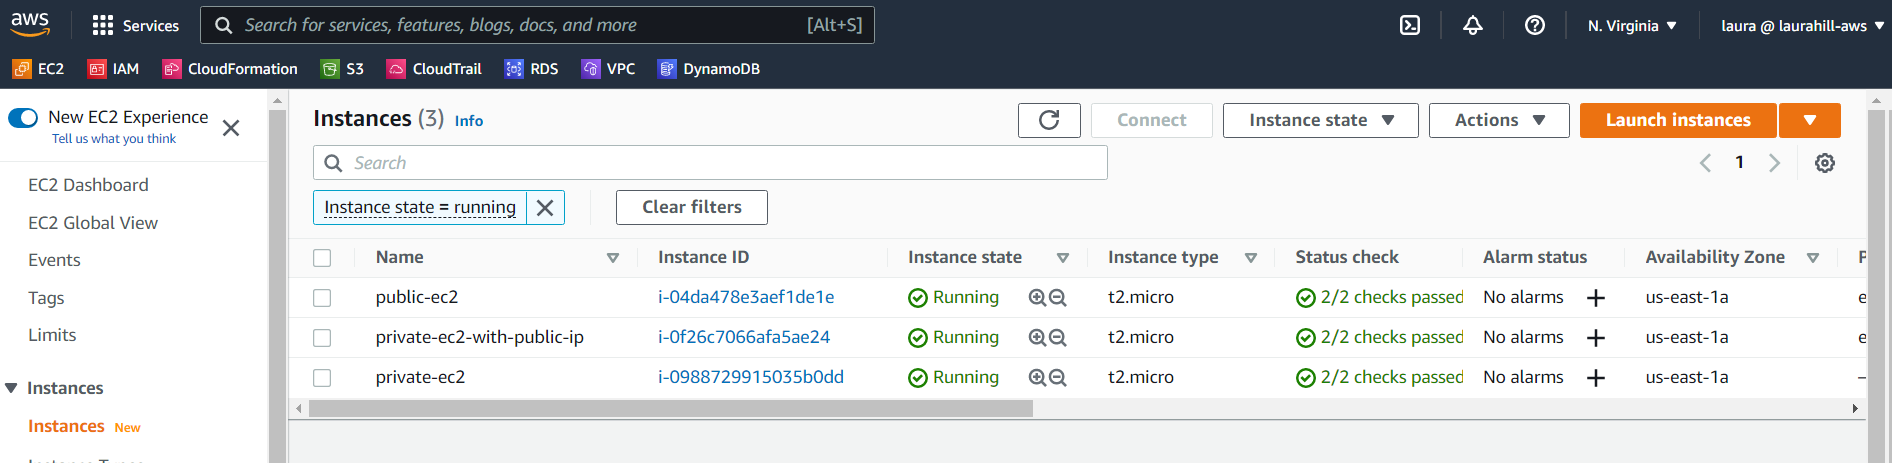 aws Services Search for services, features, blogs, docs, and more [Alt+S] N. Virginia laura @ laurahill-aws
EC2 IAM CloudFormation S3 CloudTrail RDS VPC DynamoDB
New EC2 Experience
Tell us what you think
EC2 Dashboard
EC2 Global View
Events
Tags
Limits
Instances
Instances New
Instances (3) Info Connect Instance state Actions Launch instances
Search 1
Instance state = running Clear filters
Name Instance ID Instance state Instance type Status check Alarm status Availability Zone P
public-ec2 i-04da478e3aef1de1e Running t2.micro 2/2 checks passed No alarms us-east-1a e
private-ec2-with-public-ip i-0f26c7066afa5ae24 Running t2.micro 2/2 checks passed No alarms us-east-1a e
private-ec2 i-0988729915035b0dd Running t2.micro 2/2 checks passed No alarms us-east-1a –